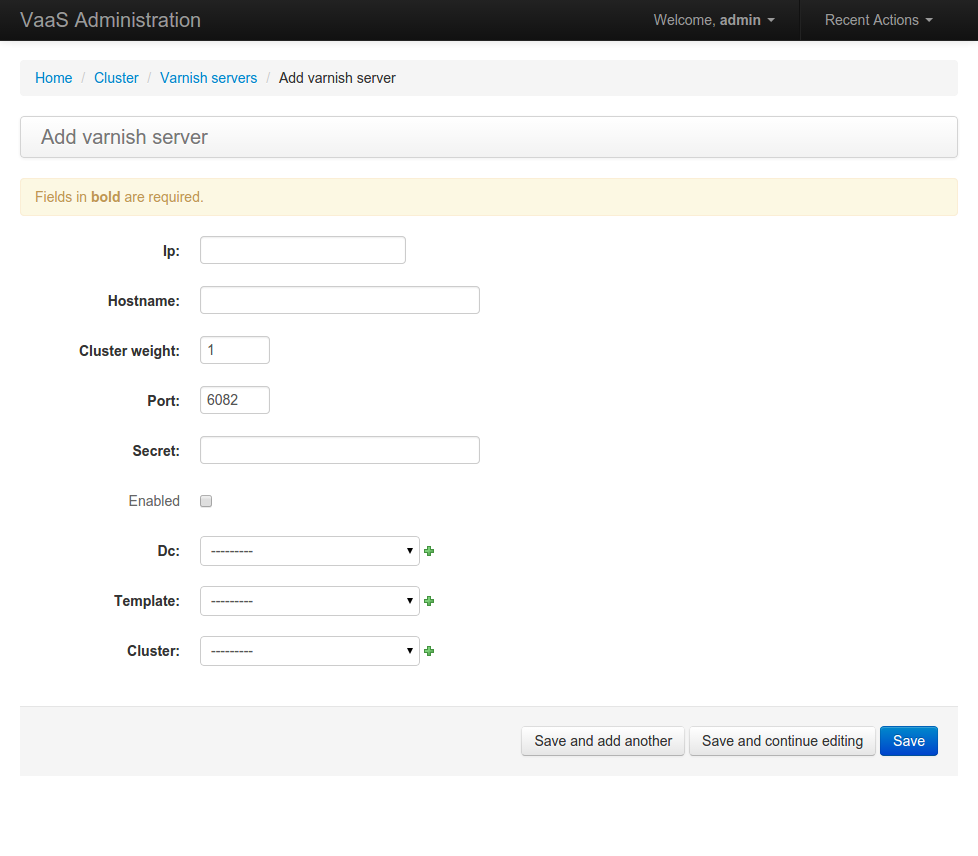 VaaS Administration Welcome, admin Recent Actions
Home / Cluster / Varnish servers / Add varnish server
Add varnish server
Fields in bold are required.
Ip:
Hostname:
Cluster weight: 1
Port: 6082
Secret:
Enabled
Dc: ---------
Template: ---------
Cluster: ---------
Save and add another Save and continue editing Save